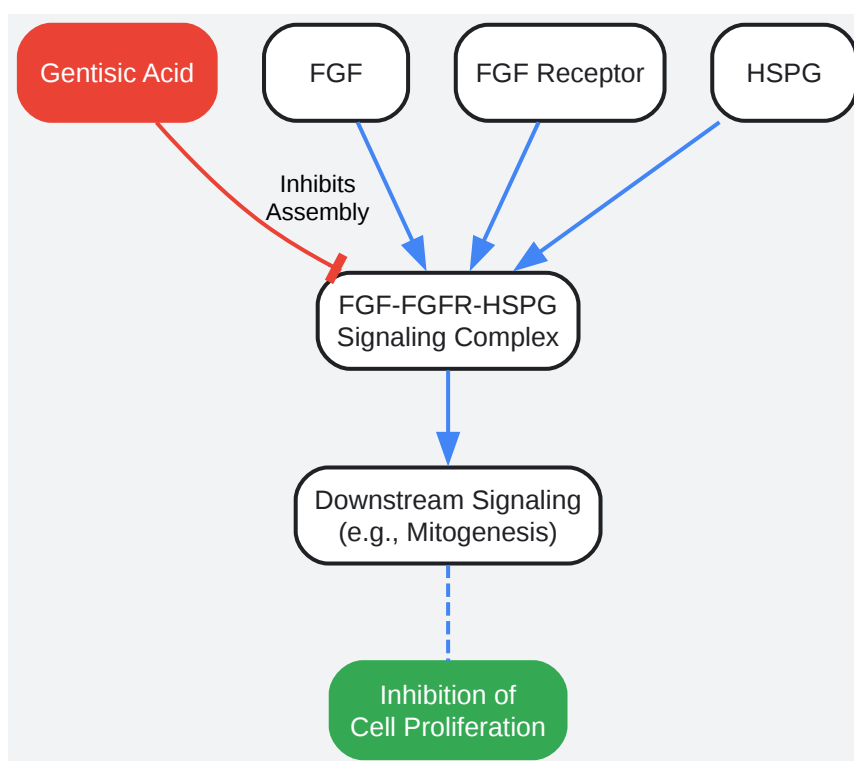 Gentisic Acid
FGF
FGF Receptor
HSPG
Inhibits
Assembly
FGF-FGFR-HSPG
Signaling Complex
Downstream Signaling
(e.g., Mitogenesis)
Inhibition of
Cell Proliferation